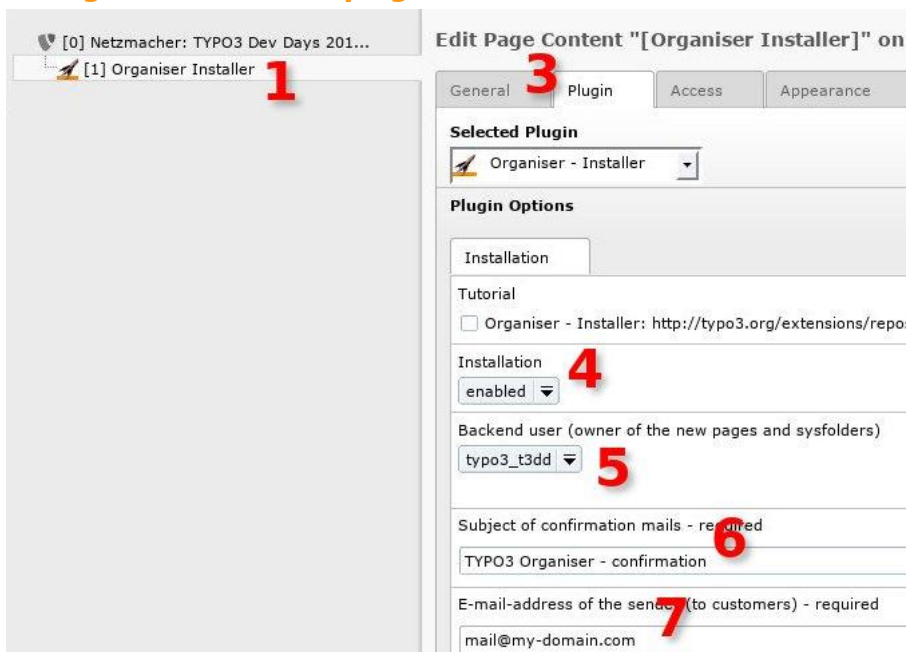 [0] Netzmacher: TYPO3 Dev Days 201...
[1] Organiser Installer
1
Edit Page Content "[Organiser Installer]" on
3
General
Plugin
Access
Appearance
Selected Plugin
Organiser - Installer
Plugin Options
Installation
Tutorial
Organiser - Installer: http://typo3.org/extensions/repos
Installation
4
enabled
Backend user (owner of the new pages and sysfolders)
typo3_t3dd
5
Subject of confirmation mails - required
6
TYPO3 Organiser - confirmation
E-mail-address of the sender (to customers) - required
7
mail@my-domain.com